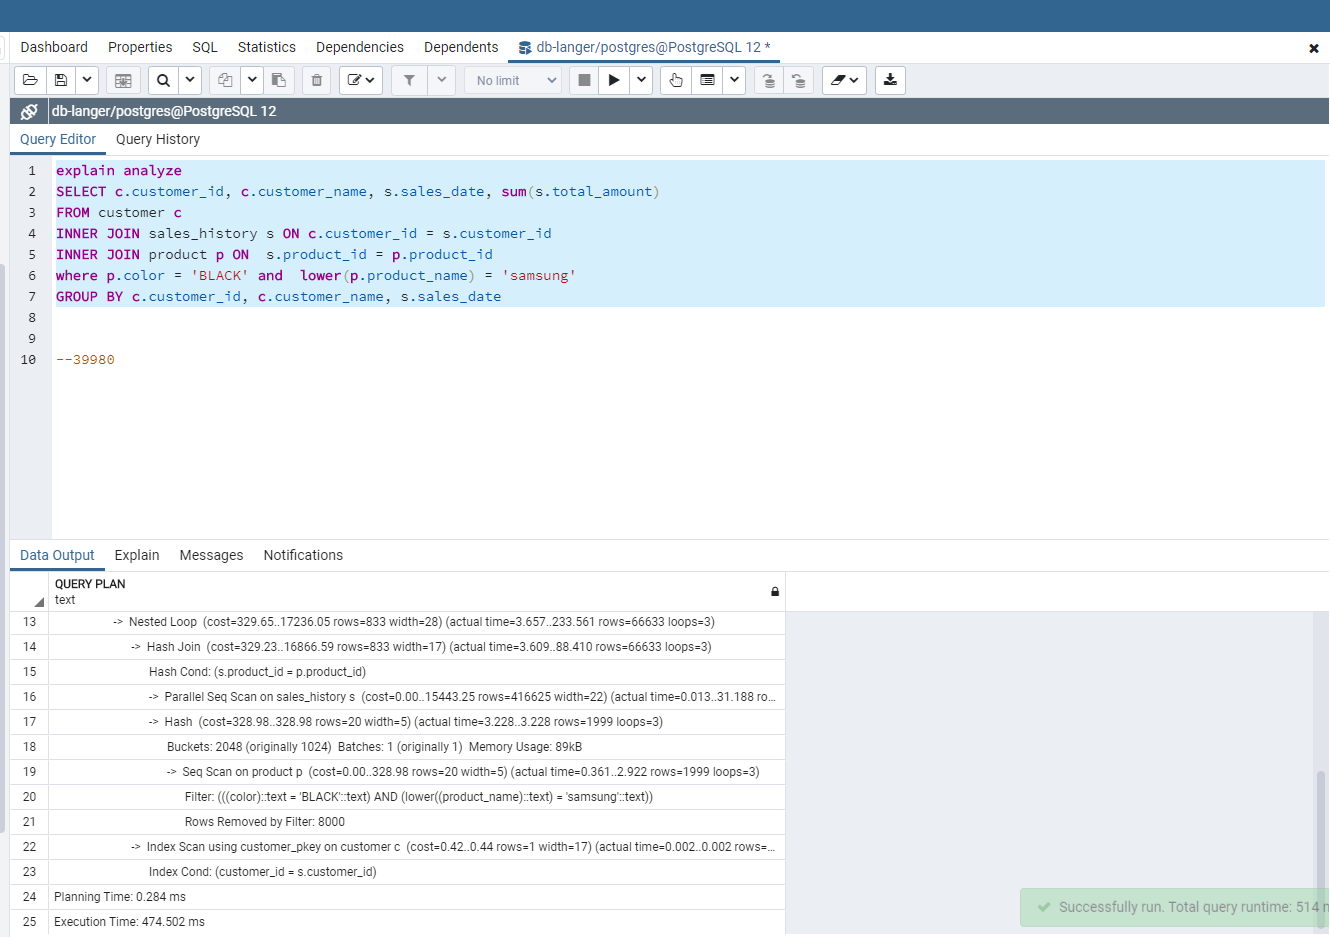 Dashboard Properties SQL Statistics Dependencies Dependents db-langer/postgres@PostgreSQL 12 *
No limit
db-langer/postgres@PostgreSQL 12
Query Editor Query History
1 explain analyze
2 SELECT c.customer_id, c.customer_name, s.sales_date, sum(s.total_amount)
3 FROM customer c
4 INNER JOIN sales_history s ON c.customer_id = s.customer_id
5 INNER JOIN product p ON  s.product_id = p.product_id
6 where p.color = 'BLACK' and  lower(p.product_name) = 'samsung'
7 GROUP BY c.customer_id, c.customer_name, s.sales_date
8
9
10 --39980
Data Output Explain Messages Notifications
QUERY PLAN
text
13 -> Nested Loop (cost=329.65..17236.05 rows=833 width=28) (actual time=3.657..233.561 rows=66633 loops=3)
14 -> Hash Join (cost=329.23..16866.59 rows=833 width=17) (actual time=3.609..88.410 rows=66633 loops=3)
15 Hash Cond: (s.product_id = p.product_id)
16 -> Parallel Seq Scan on sales_history s (cost=0.00..15443.25 rows=416625 width=22) (actual time=0.013..31.188 ro...
17 -> Hash (cost=328.98..328.98 rows=20 width=5) (actual time=3.228..3.228 rows=1999 loops=3)
18 Buckets: 2048 (originally 1024) Batches: 1 (originally 1) Memory Usage: 89kB
19 -> Seq Scan on product p (cost=0.00..328.98 rows=20 width=5) (actual time=0.361..2.922 rows=1999 loops=3)
20 Filter: (((color)::text = 'BLACK'::text) AND (lower((product_name)::text) = 'samsung'::text))
21 Rows Removed by Filter: 8000
22 -> Index Scan using customer_pkey on customer c (cost=0.42..0.44 rows=1 width=17) (actual time=0.002..0.002 rows=...
23 Index Cond: (customer_id = s.customer_id)
24 Planning Time: 0.284 ms
25 Execution Time: 474.502 ms
Successfully run. Total query runtime: 514 m